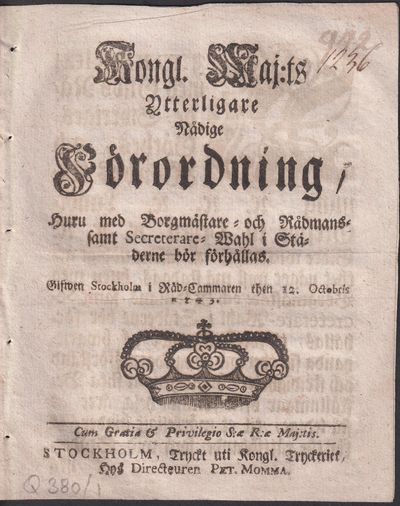 1236
Kongl. Maj:ts
Ytterligare
Nådige
Förordning,
Huru med Borgmästare- och Rådmans-
samt Secreterare- Wahl i Stä-
derne bör förhållas.
Gifwen Stockholm i Råd-Cammaren then 12. Octobris
1743.
Cum Gratia & Privilegio S:æ R:æ Maj:tis.
STOCKHOLM, Tryckt uti Kongl. Tryckeriet,
Hos Directeuren PET. MOMMA.
Q 380/1